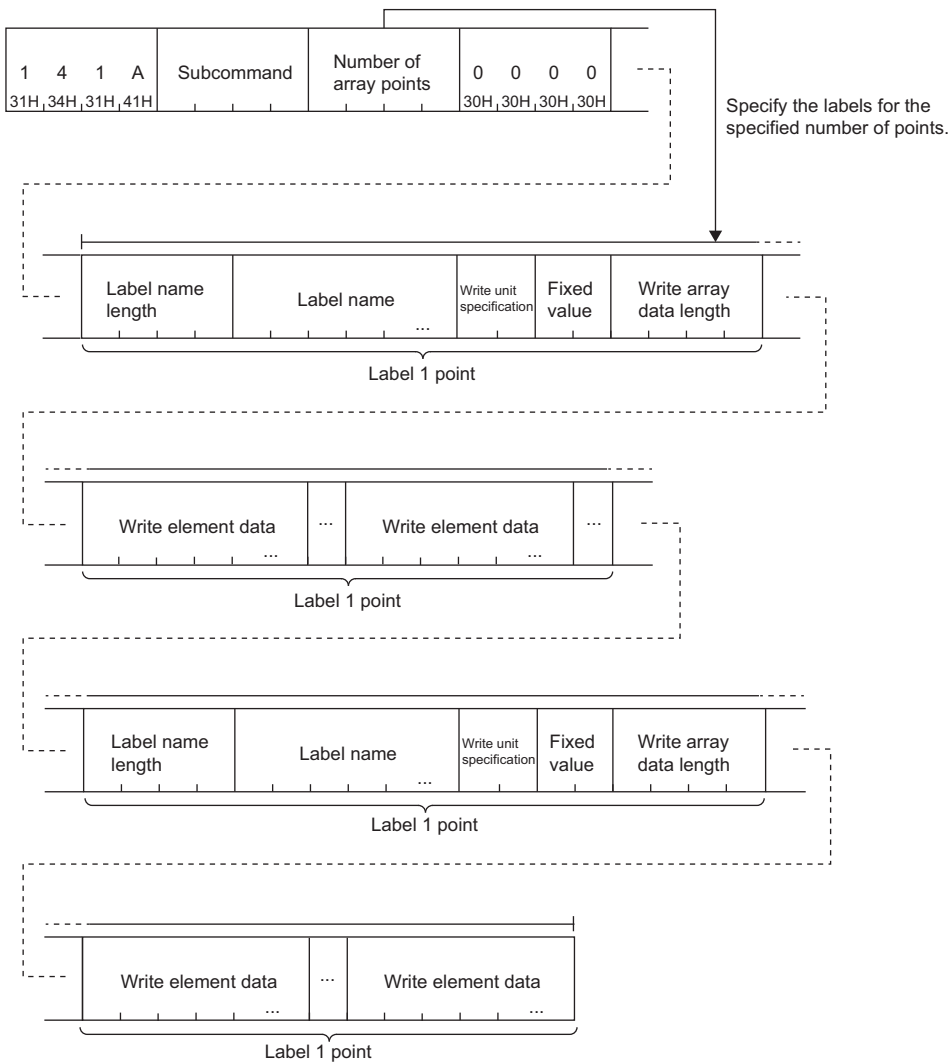 1 4 1 A
31H 34H 31H 41H
Subcommand
Number of
array points
0 0 0 0
30H 30H 30H 30H
Specify the labels for the
specified number of points.
Label name
length
Label name
...
Write unit
specification
Fixed
value
Write array
data length
Label 1 point
Write element data
...
...
Write element data
...
...
Label 1 point
Label name
length
Label name
...
Write unit
specification
Fixed
value
Write array
data length
Label 1 point
Write element data
...
...
Write element data
...
Label 1 point